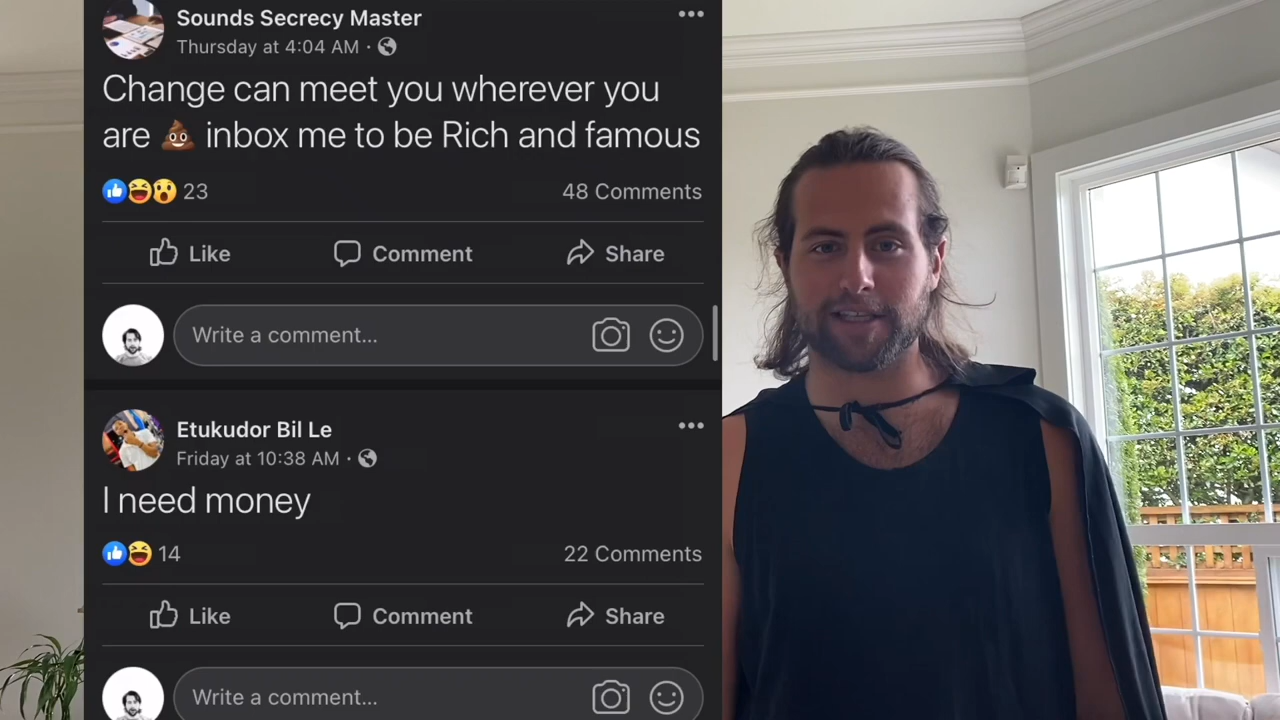 Sounds Secrecy Master
Thursday at 4:04 AM ·
Change can meet you wherever you
are 💩 inbox me to be Rich and famous
23
48 Comments
Like
Comment
Share
Write a comment...
Etukudor Bil Le
Friday at 10:38 AM ·
I need money
14
22 Comments
Like
Comment
Share
Write a comment...